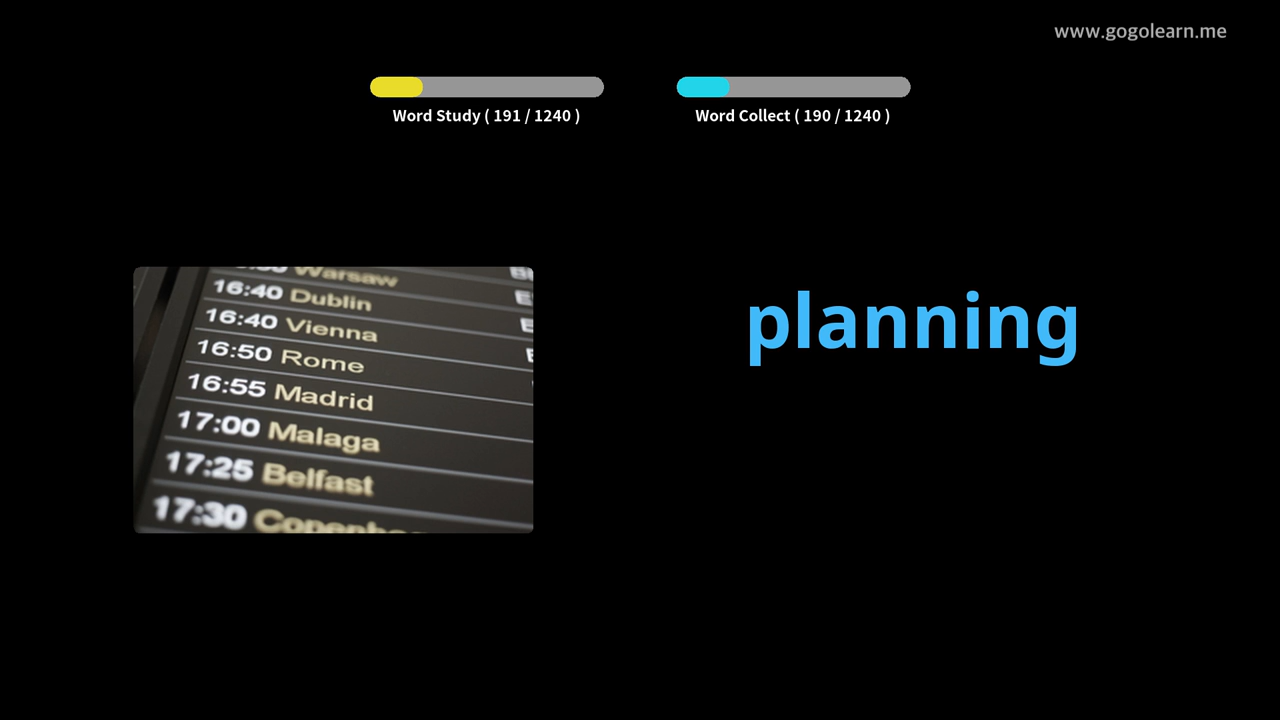 www.gogolearn.me
Word Study ( 191 / 1240 )
Word Collect ( 190 / 1240 )
Warsaw
16:40 Dublin
16:40 Vienna
16:50 Rome
16:55 Madrid
17:00 Malaga
17:25 Belfast
17:30
planning